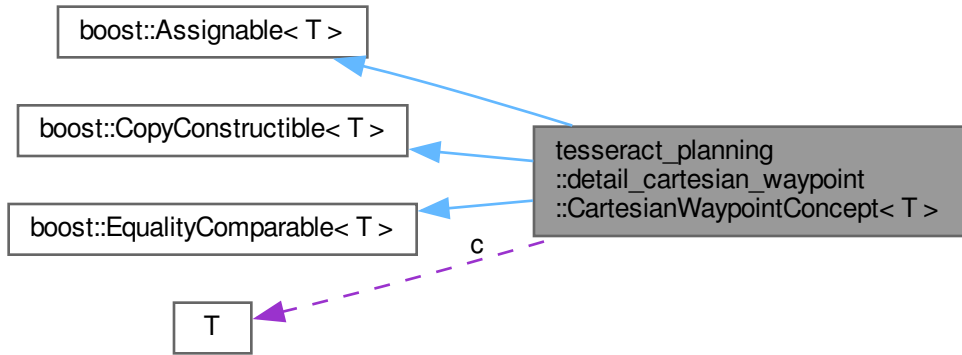 boost::Assignable< T >
boost::CopyConstructible< T >
boost::EqualityComparable< T >
T
c
tesseract_planning
::detail_cartesian_waypoint
::CartesianWaypointConcept< T >